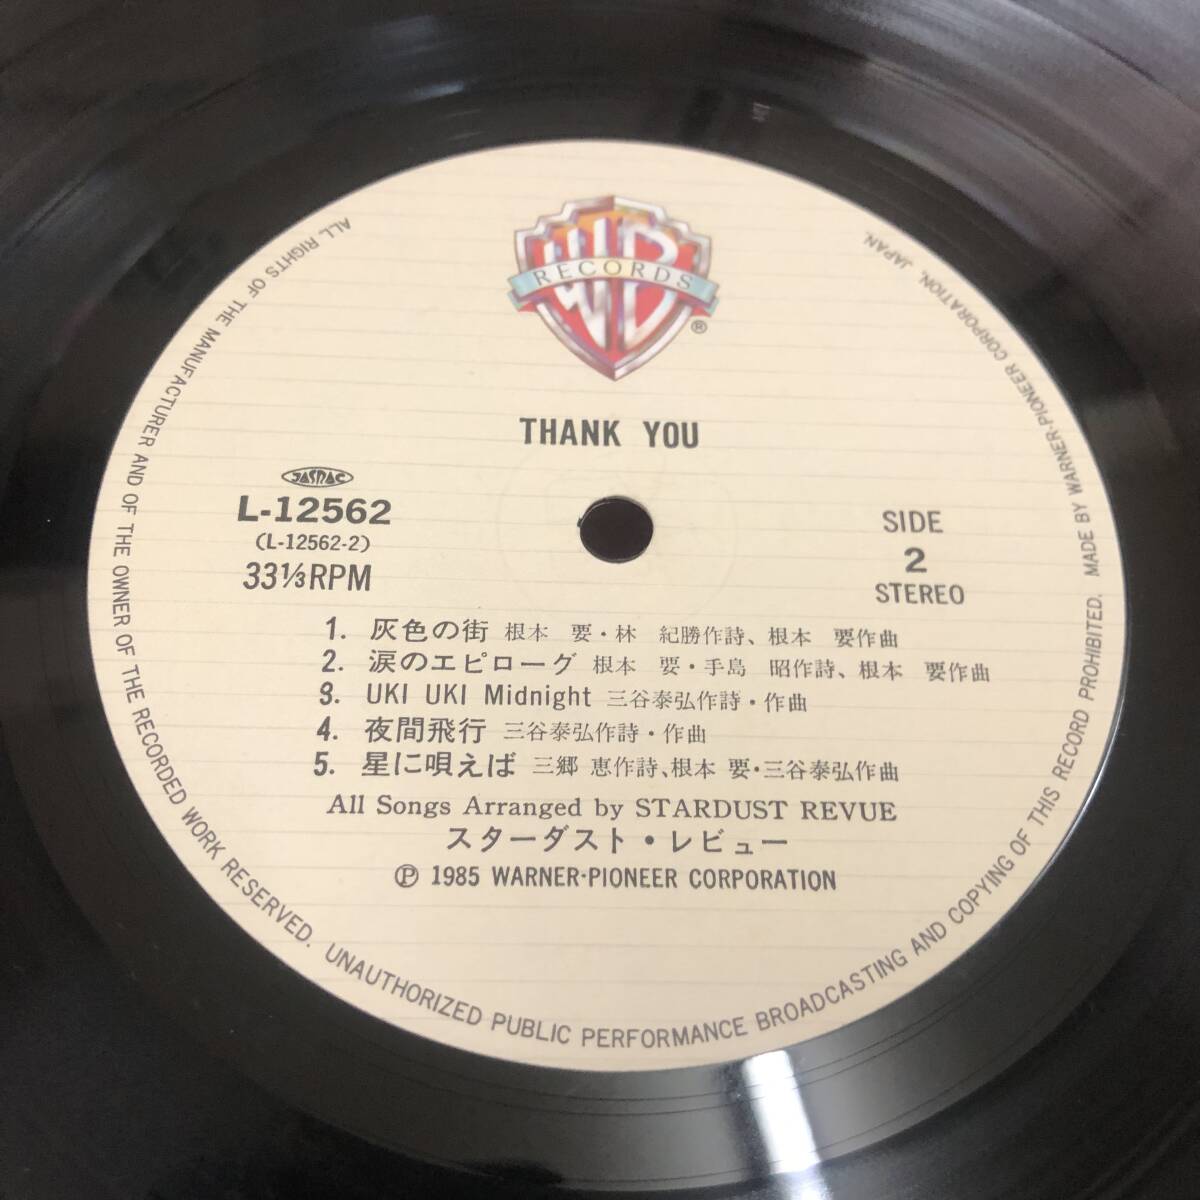 WB
RECORDS
®
THANK YOU
JASRAC
L-12562
(L-12562-2)
33⅓RPM
SIDE
2
STEREO
1. 灰色の街 根本 要・林 紀勝作詩、根本 要作曲
2. 涙のエピローグ 根本 要・手島 昭作詩、根本 要作曲
3. UKI UKI Midnight 三谷泰弘作詩・作曲
4. 夜間飛行 三谷泰弘作詩・作曲
5. 星に唄えば 三郷 恵作詩、根本 要・三谷泰弘作曲
All Songs Arranged by STARDUST REVUE
スターダスト・レビュー
Ⓟ 1985 WARNER-PIONEER CORPORATION
ALL RIGHTS OF THE MANUFACTURER AND OF THE OWNER OF THE RECORDED WORK RESERVED. UNAUTHORIZED PUBLIC PERFORMANCE BROADCASTING AND COPYING OF THIS RECORD PROHIBITED. MADE BY WARNER-PIONEER CORPORATION, JAPAN.